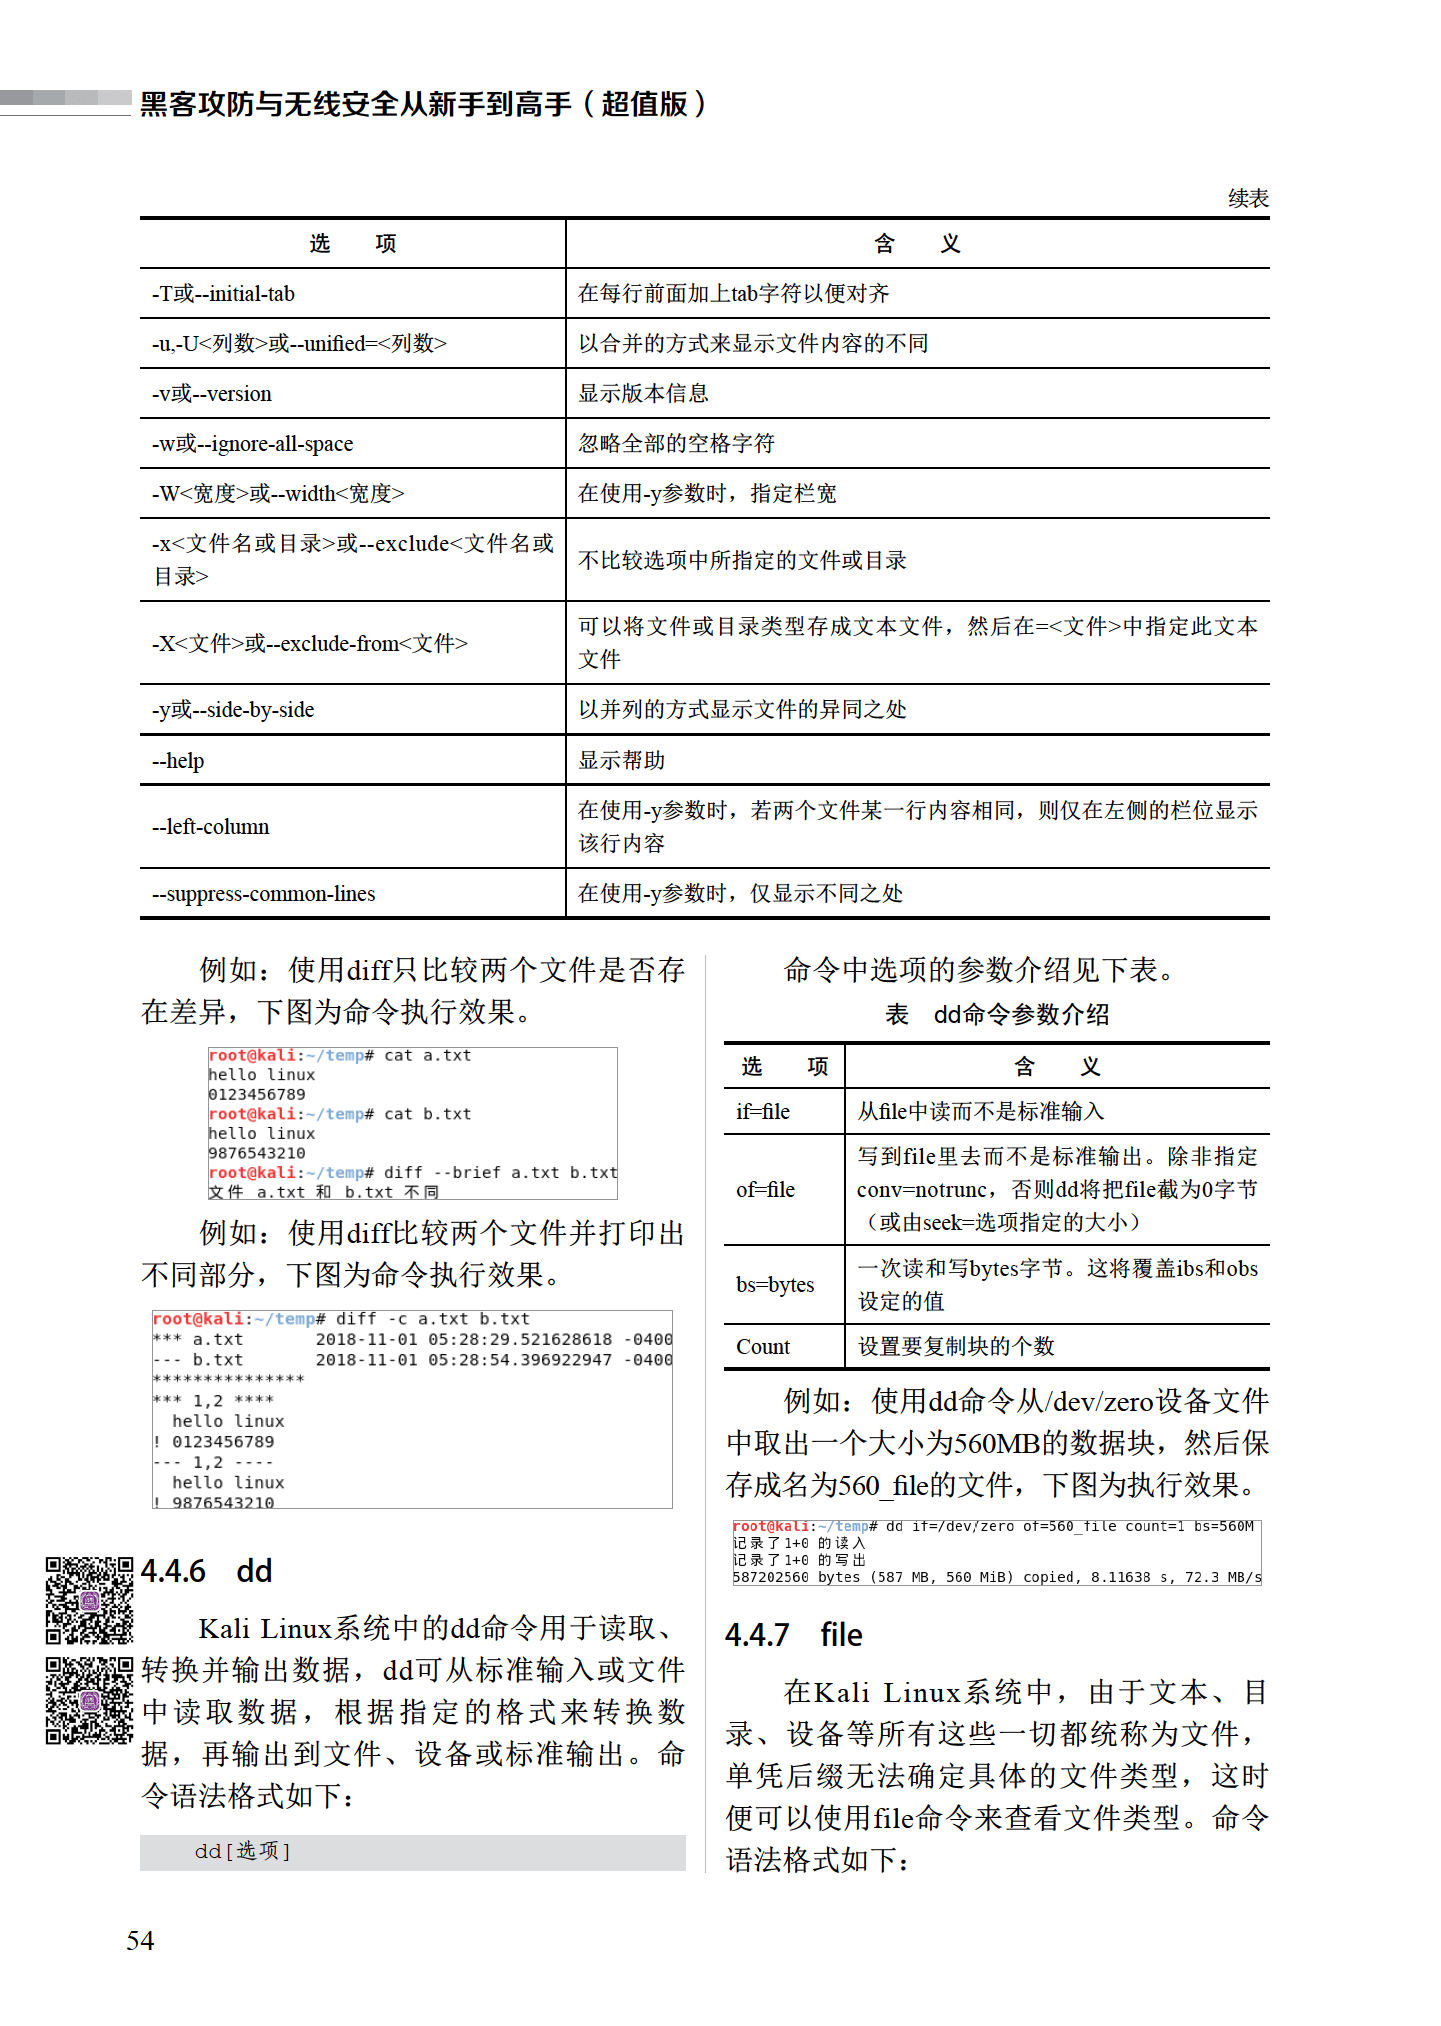 黑客攻防与无线安全从新手到高手（超值版）
续表
选 项 含 义
-T或--initial-tab 在每行前面加上tab字符以便对齐
-u,-U<列数>或--unified=<列数> 以合并的方式来显示文件内容的不同
-v或--version 显示版本信息
-w或--ignore-all-space 忽略全部的空格字符
-W<宽度>或--width<宽度> 在使用-y参数时，指定栏宽
-x<文件名或目录>或--exclude<文件名或
目录>
不比较选项中所指定的文件或目录
-X<文件>或--exclude-from<文件>
可以将文件或目录类型存成文本文件，然后在=<文件>中指定此文本
文件
-y或--side-by-side 以并列的方式显示文件的异同之处
--help 显示帮助
--left-column
在使用-y参数时，若两个文件某一行内容相同，则仅在左侧的栏位显示
该行内容
--suppress-common-lines 在使用-y参数时，仅显示不同之处
例如：使用diff只比较两个文件是否存
在差异，下图为命令执行效果。
root@kali:~/temp# cat a.txt
hello linux
0123456789
root@kali:~/temp# cat b.txt
hello linux
9876543210
root@kali:~/temp# diff --brief a.txt b.txt
文件 a.txt 和 b.txt 不同
例如：使用diff比较两个文件并打印出
不同部分，下图为命令执行效果。
root@kali:~/temp# diff -c a.txt b.txt
*** a.txt 2018-11-01 05:28:29.521628618 -0400
--- b.txt 2018-11-01 05:28:54.396922947 -0400
***************
*** 1,2 ****
hello linux
! 0123456789
--- 1,2 ----
hello linux
! 9876543210
4.4.6 dd
Kali Linux系统中的dd命令用于读取、
转换并输出数据，dd可从标准输入或文件
中读取数据，根据指定的格式来转换数
据，再输出到文件、设备或标准输出。命
令语法格式如下：
dd[选项]
命令中选项的参数介绍见下表。
表 dd命令参数介绍
选 项 含 义
if=file 从file中读而不是标准输入
of=file
写到file里去而不是标准输出。除非指定
conv=notrunc，否则dd将把file截为0字节
（或由seek=选项指定的大小）
bs=bytes
一次读和写bytes字节。这将覆盖ibs和obs
设定的值
Count 设置要复制块的个数
例如：使用dd命令从/dev/zero设备文件
中取出一个大小为560MB的数据块，然后保
存成名为560_file的文件，下图为执行效果。
root@kali:~/temp# dd if=/dev/zero of=560_file count=1 bs=560M
记录了1+0 的读入
记录了1+0 的写出
587202560 bytes (587 MB, 560 MiB) copied, 8.11638 s, 72.3 MB/s
4.4.7 file
在Kali Linux系统中，由于文本、目
录、设备等所有这些一切都统称为文件，
单凭后缀无法确定具体的文件类型，这时
便可以使用file命令来查看文件类型。命令
语法格式如下：
54